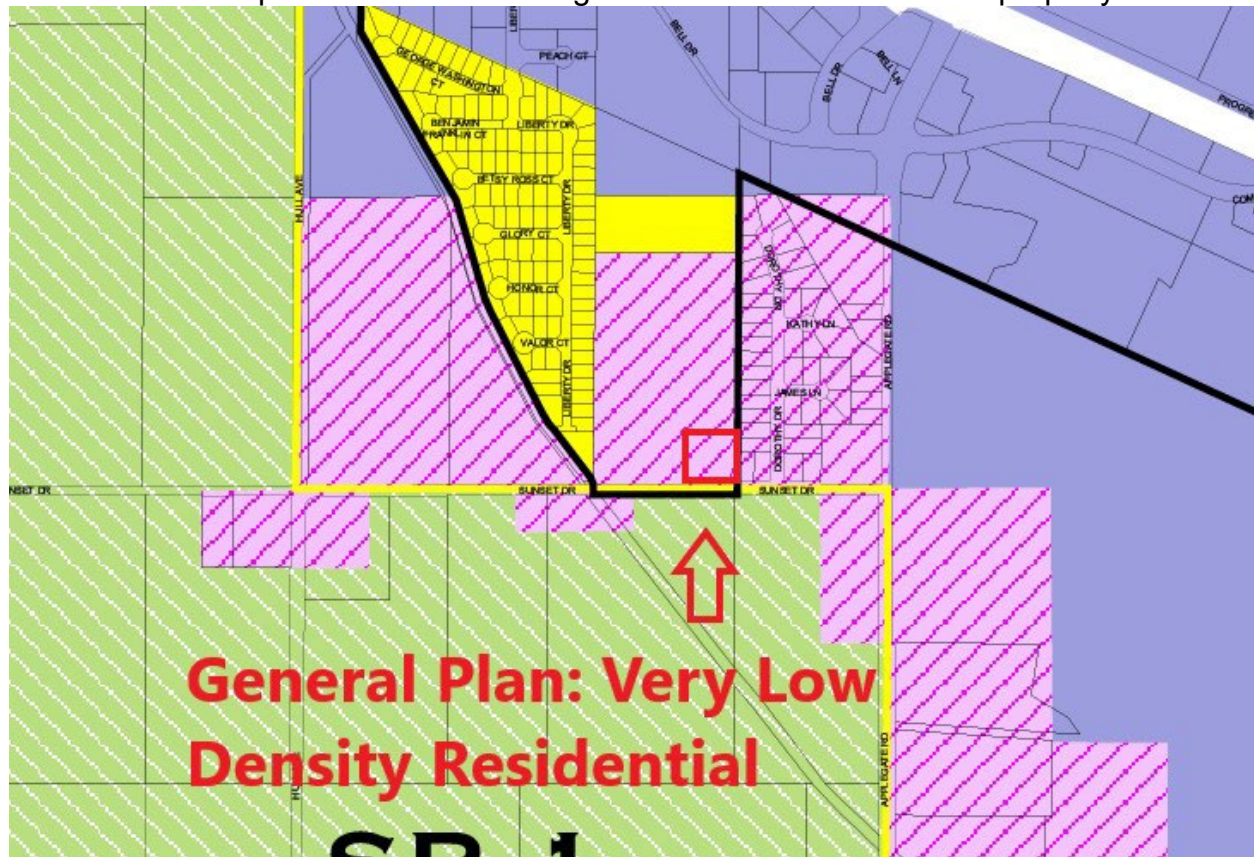 PEACH CT
BELL DR
BELL DR
BELL LN
GEORGE WASHINGTON
CT
BENJAMIN
FRANKLIN CT
LIBERTY DR
BETSY ROSS CT
LIBERTY DR
HULL AVE
GLORY CT
DOROTHY DR
HONOR CT
KATHY LN
VALOR CT
APPLEGATE RD
LIBERTY DR
JAMES LN
DOROTHY DR
SUNSET DR
SUNSET DR
General Plan: Very Low
Density Residential
APPLEGATE RD